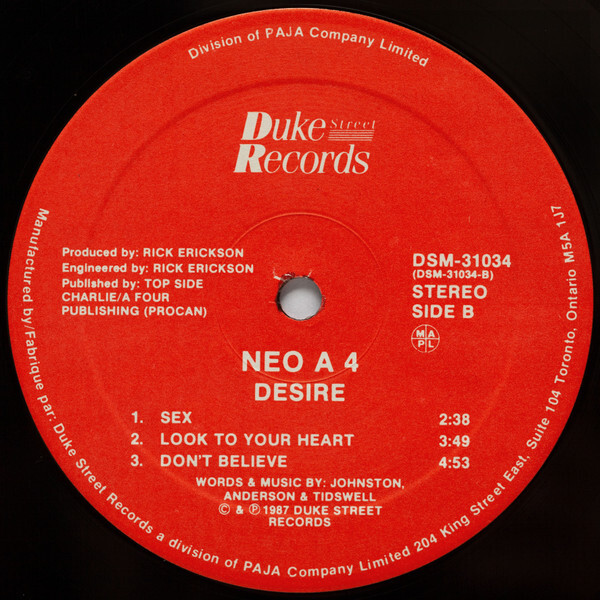 Division of PAJA Company Limited
Duke Street
Records
Produced by: RICK ERICKSON
Engineered by: RICK ERICKSON
Published by: TOP SIDE
CHARLIE/A FOUR
PUBLISHING (PROCAN)
DSM-31034
(DSM-31034-B)
STEREO
SIDE B
M A P L
NEO A 4
DESIRE
1. SEX 2:38
2. LOOK TO YOUR HEART 3:49
3. DON'T BELIEVE 4:53
WORDS & MUSIC BY: JOHNSTON,
ANDERSON & TIDSWELL
© & ℗ 1987 DUKE STREET
RECORDS
Manufactured by/Fabrique par: Duke Street Records a division of PAJA Company Limited 204 King Street East, Suite 104 Toronto, Ontario M5A 1J7